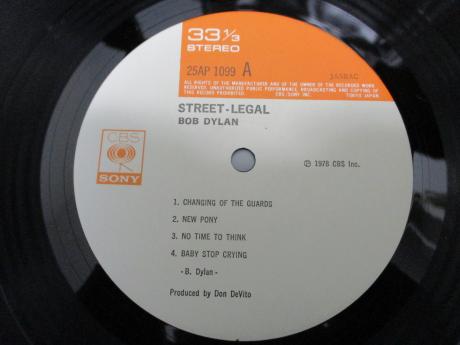 33 1/3
STEREO
25AP 1099 A
JASRAC
ALL RIGHTS OF THE MANUFACTURER AND OF THE OWNER OF THE RECORDED WORK
RESERVED. UNAUTHORIZED PUBLIC PERFORMANCE, BROADCASTING AND COPYING OF
THIS RECORD PROHIBITED. CBS/SONY INC. TOKYO JAPAN
STREET-LEGAL
BOB DYLAN
CBS
SONY
℗ 1978 CBS Inc.
1. CHANGING OF THE GUARDS
2. NEW PONY
3. NO TIME TO THINK
4. BABY STOP CRYING
-B. Dylan-
Produced by Don DeVito